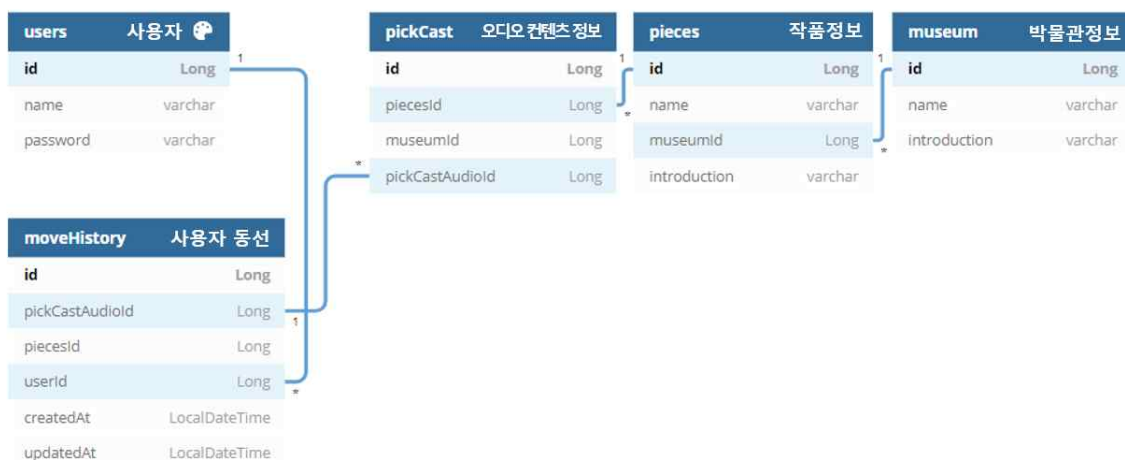 users 사용자
id Long
name varchar
password varchar
1
pickCast 오디오 컨텐츠 정보
id Long
piecesId Long
museumId Long
pickCastAudioId Long
*
*
pieces 작품정보
id Long
name varchar
museumId Long
introduction varchar
1
*
museum 박물관정보
id Long
name varchar
introduction varchar
1
moveHistory 사용자 동선
id Long
pickCastAudioId Long
piecesId Long
userId Long
createdAt LocalDateTime
updatedAt LocalDateTime
1
*